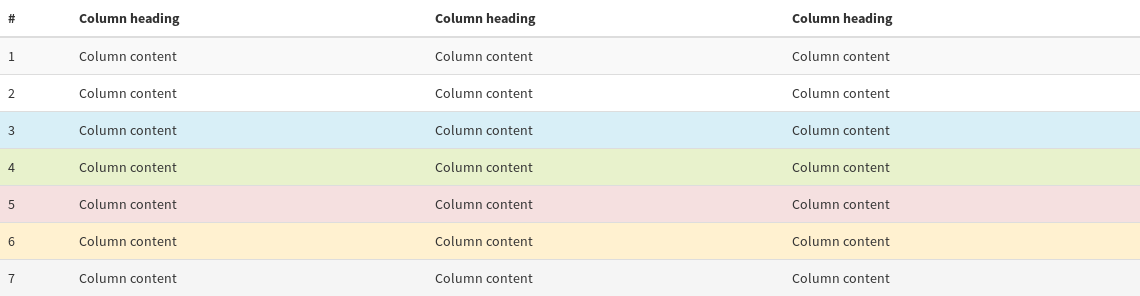 # Column heading Column heading Column heading
1 Column content Column content Column content
2 Column content Column content Column content
3 Column content Column content Column content
4 Column content Column content Column content
5 Column content Column content Column content
6 Column content Column content Column content
7 Column content Column content Column content